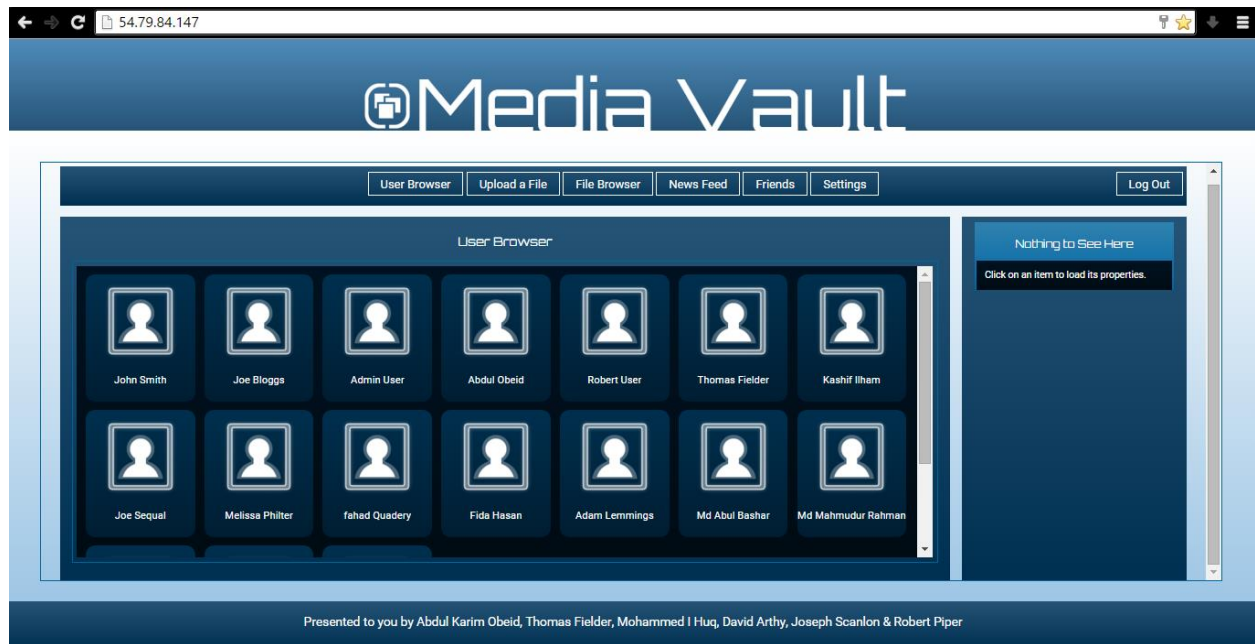 54.79.84.147
Media Vault
User Browser Upload a File File Browser News Feed Friends Settings Log Out
User Browser
John Smith Joe Bloggs Admin User Abdul Obeid Robert User Thomas Fielder Kashif Ilham
Joe Sequal Melissa Philter fahad Quadery Fida Hasan Adam Lemmings Md Abul Bashar Md Mahmudur Rahman
Nothing to See Here
Click on an item to load its properties.
Presented to you by Abdul Karim Obeid, Thomas Fielder, Mohammed I Huq, David Arthy, Joseph Scanlon & Robert Piper